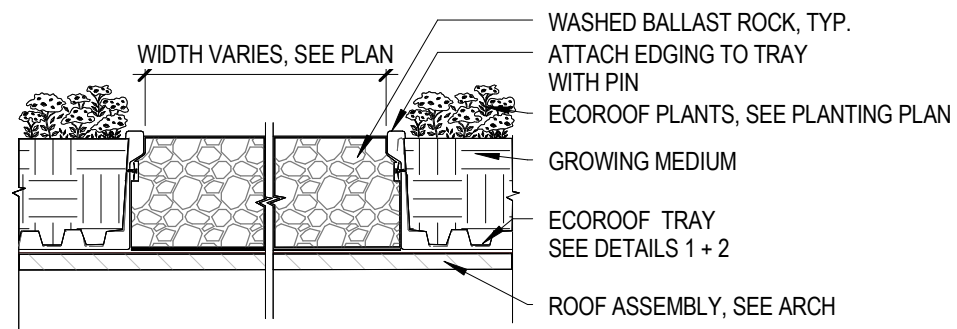 WASHED BALLAST ROCK, TYP.
WIDTH VARIES, SEE PLAN
ATTACH EDGING TO TRAY
WITH PIN
ECOROOF PLANTS, SEE PLANTING PLAN
GROWING MEDIUM
ECOROOF TRAY
SEE DETAILS 1 + 2
ROOF ASSEMBLY, SEE ARCH